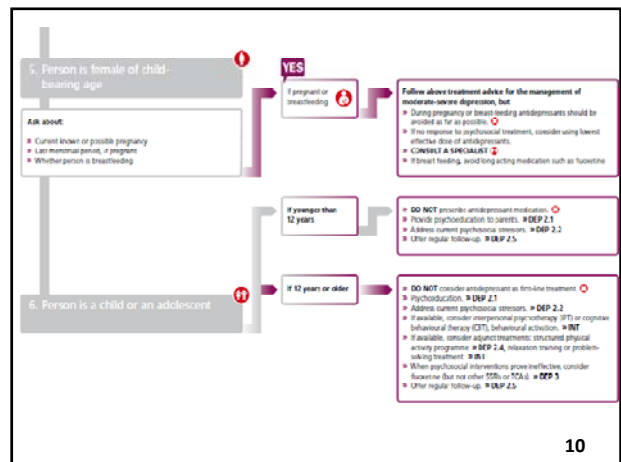 5. Person is female of child-
bearing age
Ask about:
» Current known or possible pregnancy
» Last menstrual period, if pregnant
» Whether person is breastfeeding
YES
If pregnant or
breastfeeding
Follow above treatment advice for the management of
moderate-severe depression, but
» During pregnancy or breast-feeding antidepressants should be
avoided as far as possible.
» If no response to psychosocial treatment, consider using lowest
effective dose of antidepressants.
» CONSULT A SPECIALIST
» If breast feeding, avoid long acting medication such as fluoxetine
If younger than
12 years
» DO NOT prescribe antidepressant medication.
» Provide psychoeducation to parents. » DEP 2.1
» Address current psychosocial stressors. » DEP 2.2
» Offer regular follow-up. » DEP 2.5
6. Person is a child or an adolescent
If 12 years or older
» DO NOT consider antidepressant as first-line treatment.
» Psychoeducation. » DEP 2.1
» Address current psychosocial stressors. » DEP 2.2
» If available, consider interpersonal psychotherapy (IPT) or cognitive
behavioural therapy (CBT), behavioural activation. » INT
» If available, consider adjunct treatments: structured physical
activity programme » DEP 2.4, relaxation training or problem-
solving treatment. » INT
» When psychosocial interventions prove ineffective, consider
fluoxetine (but not other SSRIs or TCAs). » DEP 3
» Offer regular follow-up. » DEP 2.5
10